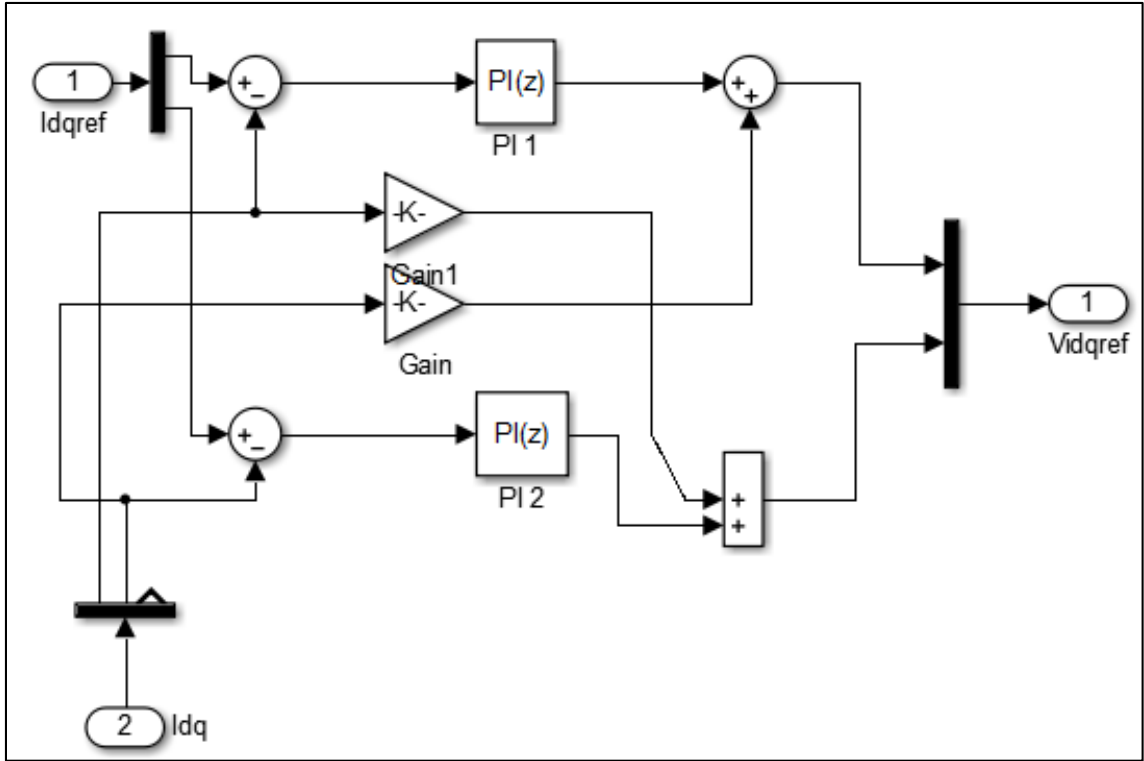 1
Idqref
+
−
PI(z)
PI 1
+
+
-K-
Gain1
-K-
Gain
1
Vidqref
+
−
PI(z)
PI 2
+
+
2
Idq